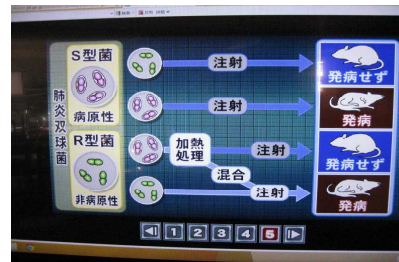 肺炎双球菌
S型菌
病原性
R型菌
非病原性
注射
発病せず
注射
発病
加熱
処理
注射
発病せず
混合
注射
発病
1 2 3 4 5